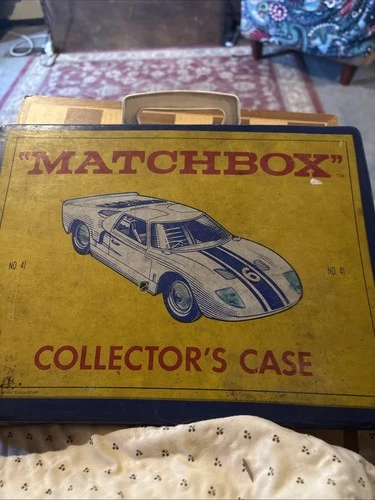 "MATCHBOX"
6
NO. 41
NO. 41
COLLECTOR'S CASE